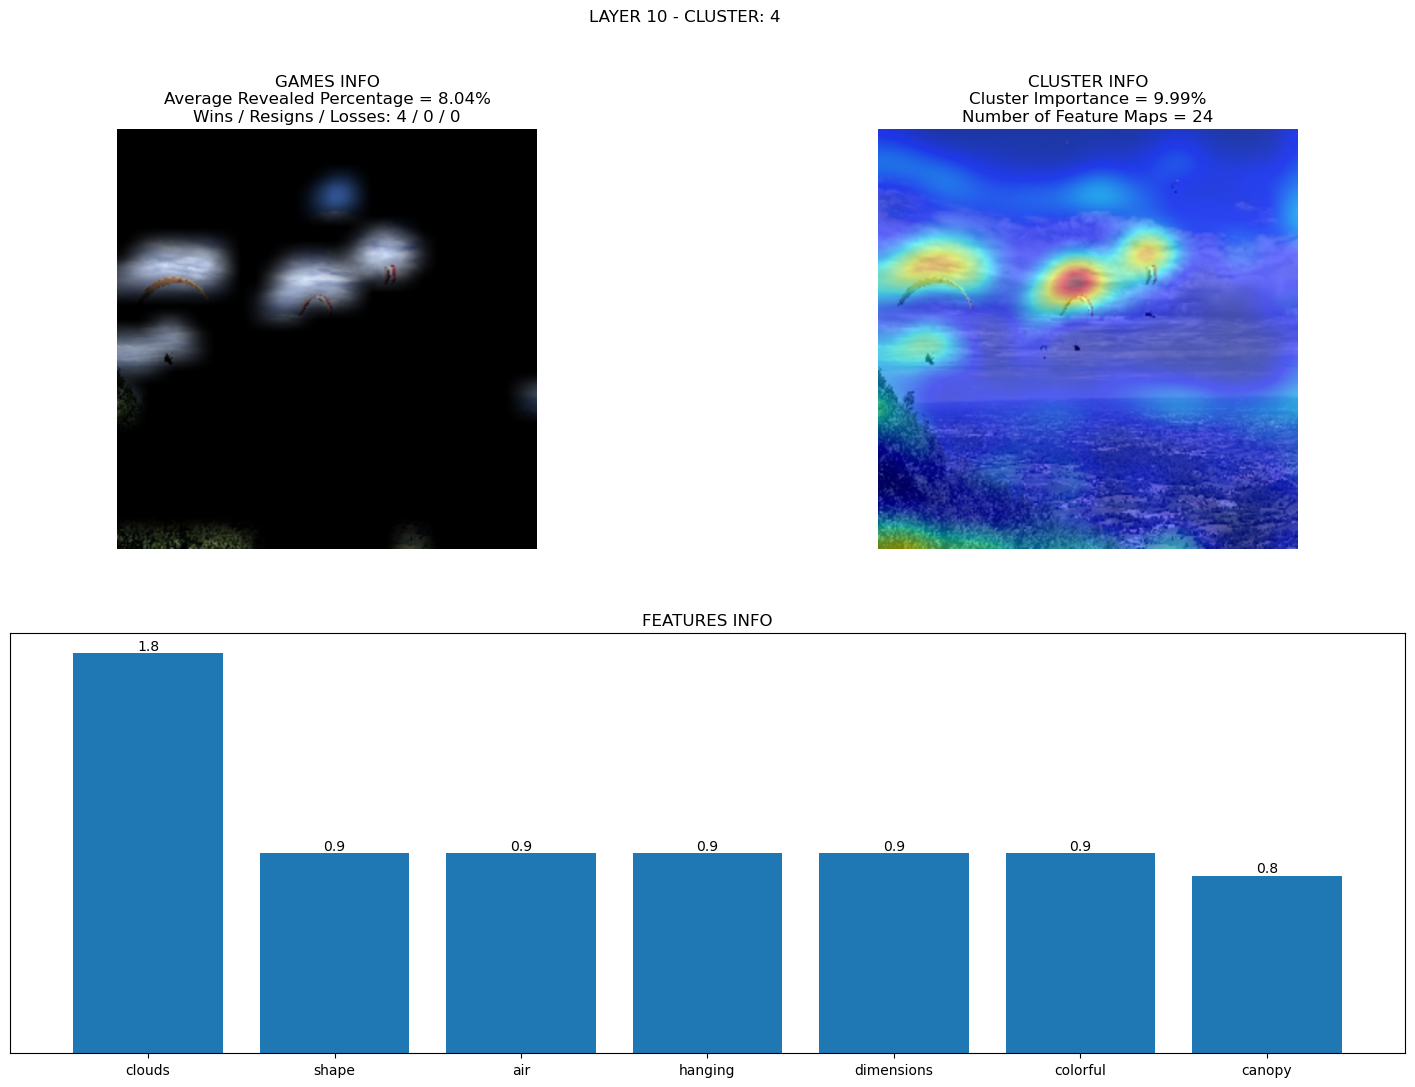 LAYER 10 - CLUSTER: 4
GAMES INFO
Average Revealed Percentage = 8.04%
Wins / Resigns / Losses: 4 / 0 / 0
CLUSTER INFO
Cluster Importance = 9.99%
Number of Feature Maps = 24
FEATURES INFO
1.8
0.9
0.9
0.9
0.9
0.9
0.8
clouds
shape
air
hanging
dimensions
colorful
canopy